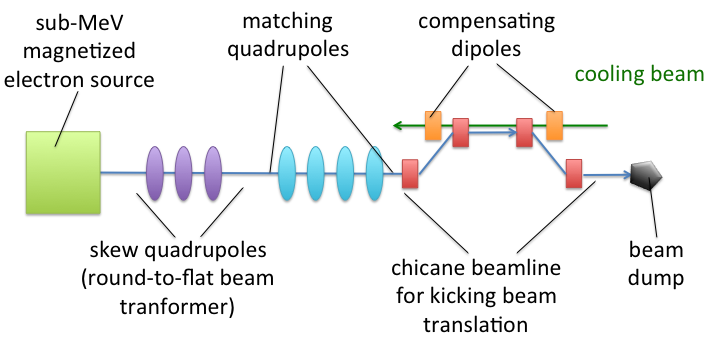 sub-MeV
magnetized
electron source
matching
quadrupoles
compensating
dipoles
cooling beam
skew quadrupoles
(round-to-flat beam
tranformer)
chicane beamline
for kicking beam
translation
beam
dump